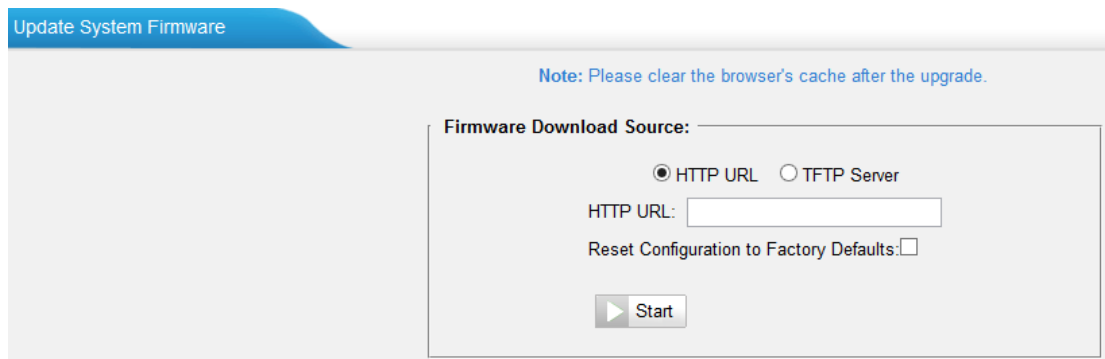 Update System Firmware
Note: Please clear the browser's cache after the upgrade.
Firmware Download Source:
HTTP URL TFTP Server
HTTP URL:
Reset Configuration to Factory Defaults:
Start